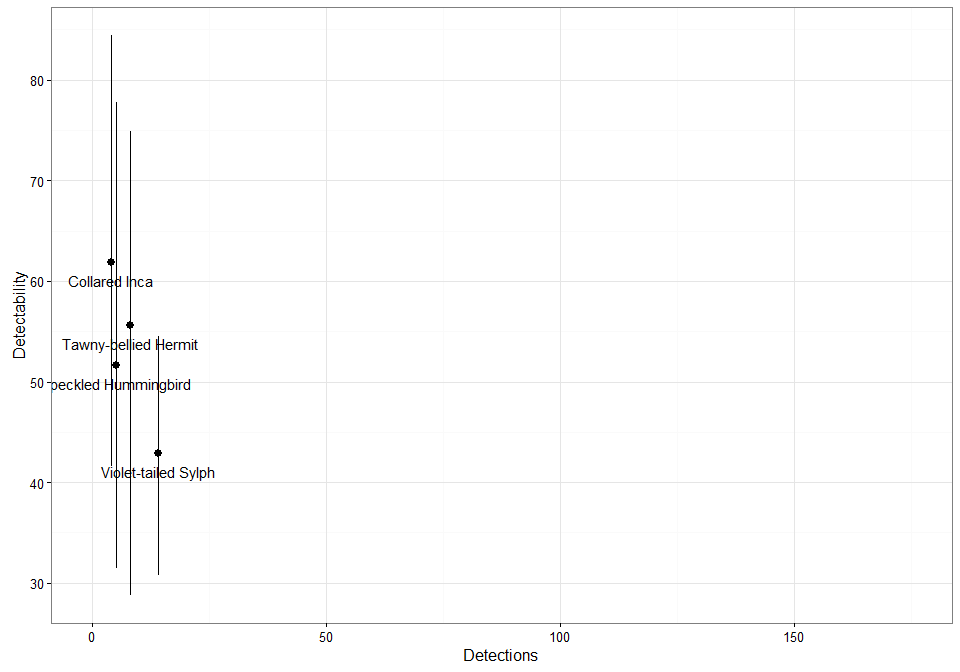 80
70
60
50
40
30
Detectability
Collared Inca
Tawny-bellied Hermit
peckled Hummingbird
Violet-tailed Sylph
0
50
100
150
Detections